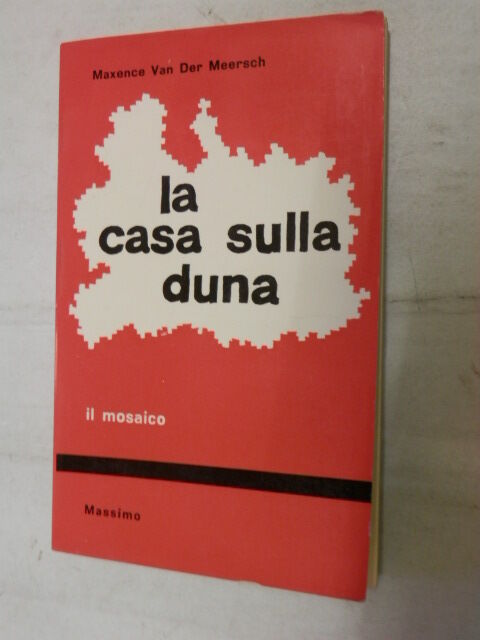 Maxence Van Der Meersch
la
casa sulla
duna
il mosaico
Massimo